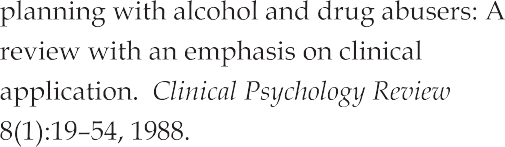 planning with alcohol and drug abusers: A
review with an emphasis on clinical
application.  Clinical Psychology Review
8(1):19–54, 1988.